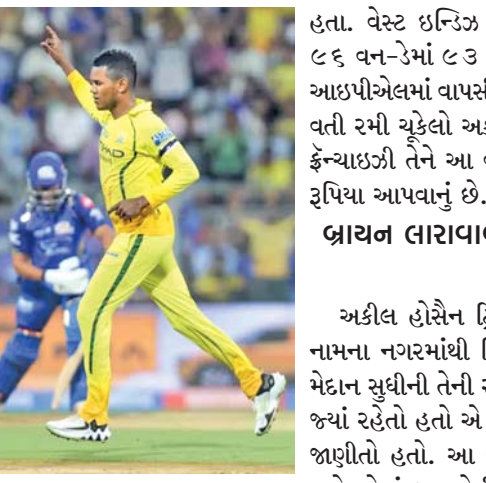 હતા. વેસ્ટ ઇન્ડિઝ
૯૬ વન-ડેમાં ૯૩
આઇપીએલમાં વાપસી
વતી રમી ચૂકેલો
ફ્રૅન્ચાઇઝી તેને આ
રૂપિયા આપવાનું છે.
બ્રાયન લારાવા
અકીલ હોસૈન
નામના નગરમાંથી
મેદાન સુધીની તેની
જ્યાં રહેતો હતો એ
જાણીતો હતો. આ